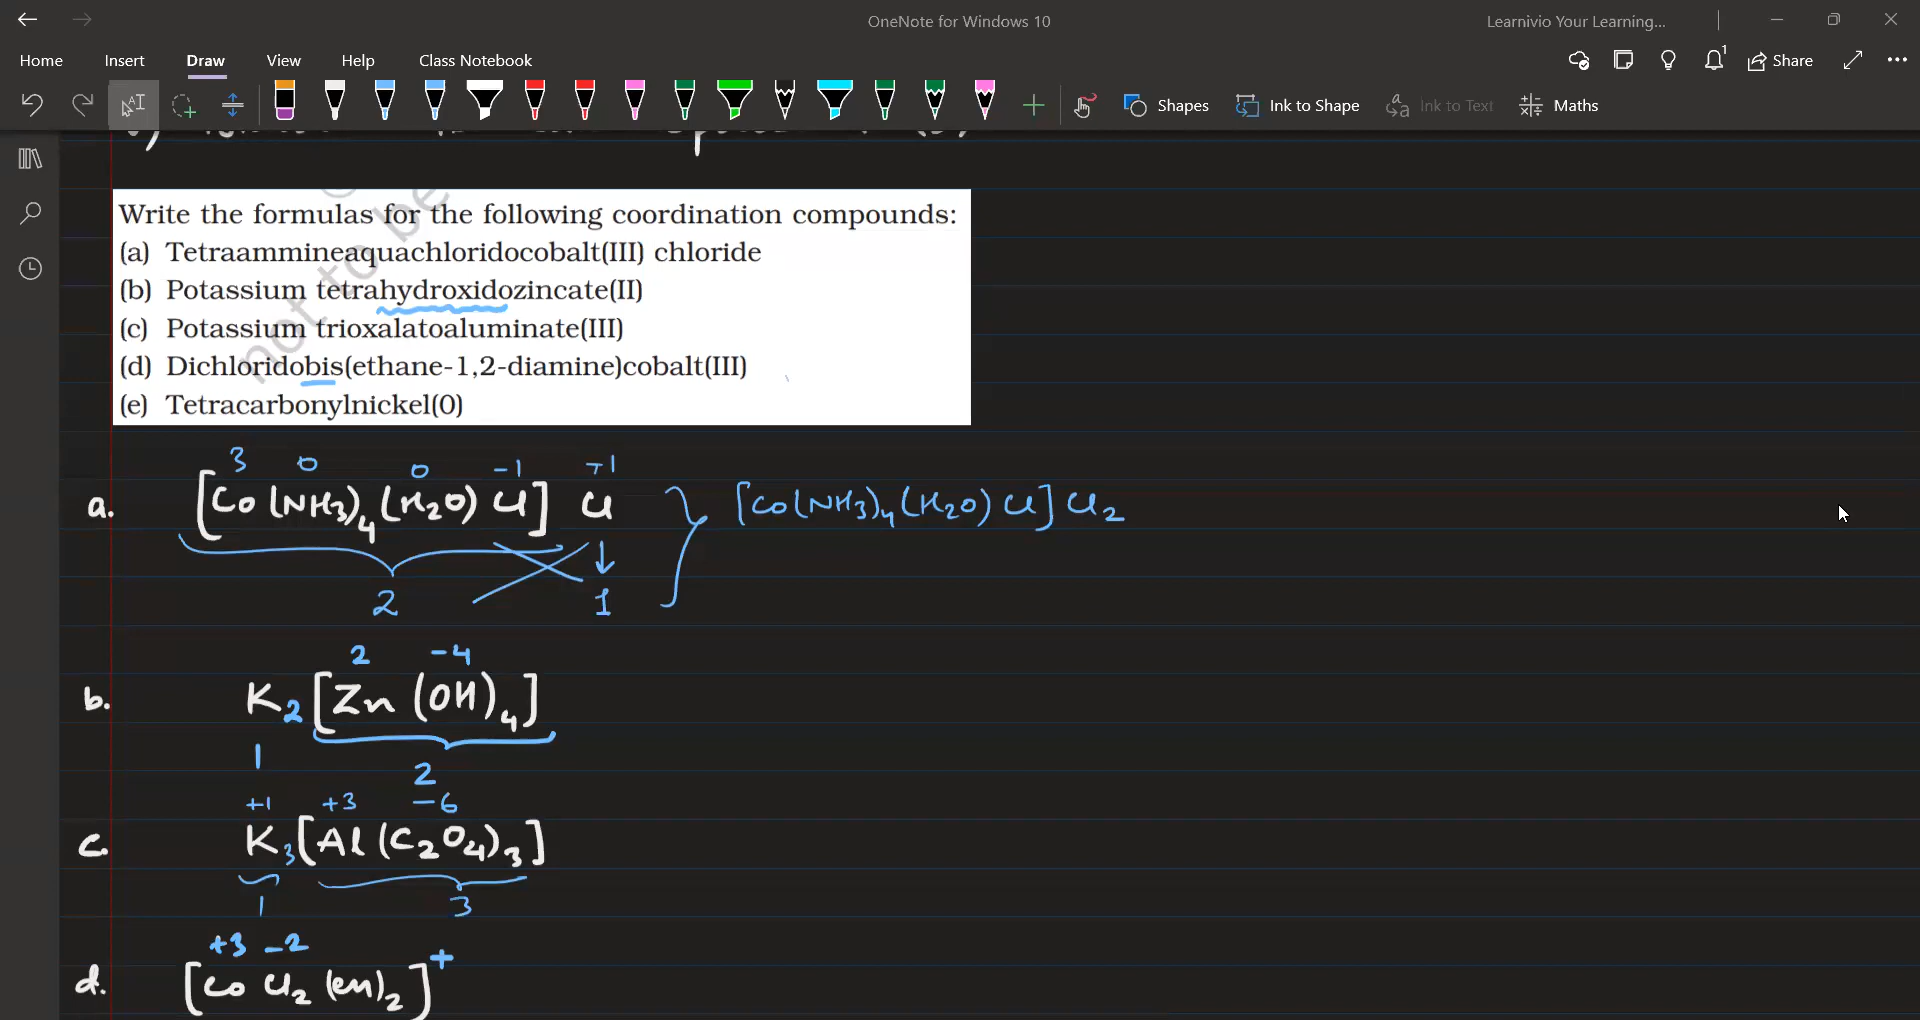 OneNote for Windows 10
Learnivio Your Learning...
Home Insert Draw View Help Class Notebook
1 Share
Shapes Ink to Shape Ink to Text Maths
not to be
Write the formulas for the following coordination compounds:
(a) Tetraammineaquachloridocobalt(III) chloride
(b) Potassium tetrahydroxidozincate(II)
(c) Potassium trioxalatoaluminate(III)
(d) Dichloridobis(ethane-1,2-diamine)cobalt(III)
(e) Tetracarbonylnickel(0)
3 0 0 -1
a. [Co(NH3)4(H2O)Cl] Cl } [Co(NH3)4(H2O)Cl]Cl2
2 1
2 -4
b. K2[Zn(OH)4]
1 2
+1 +3 -6
c. K3[Al(C2O4)3]
1 3
+3 -2
d. [CoCl2(en)2]+